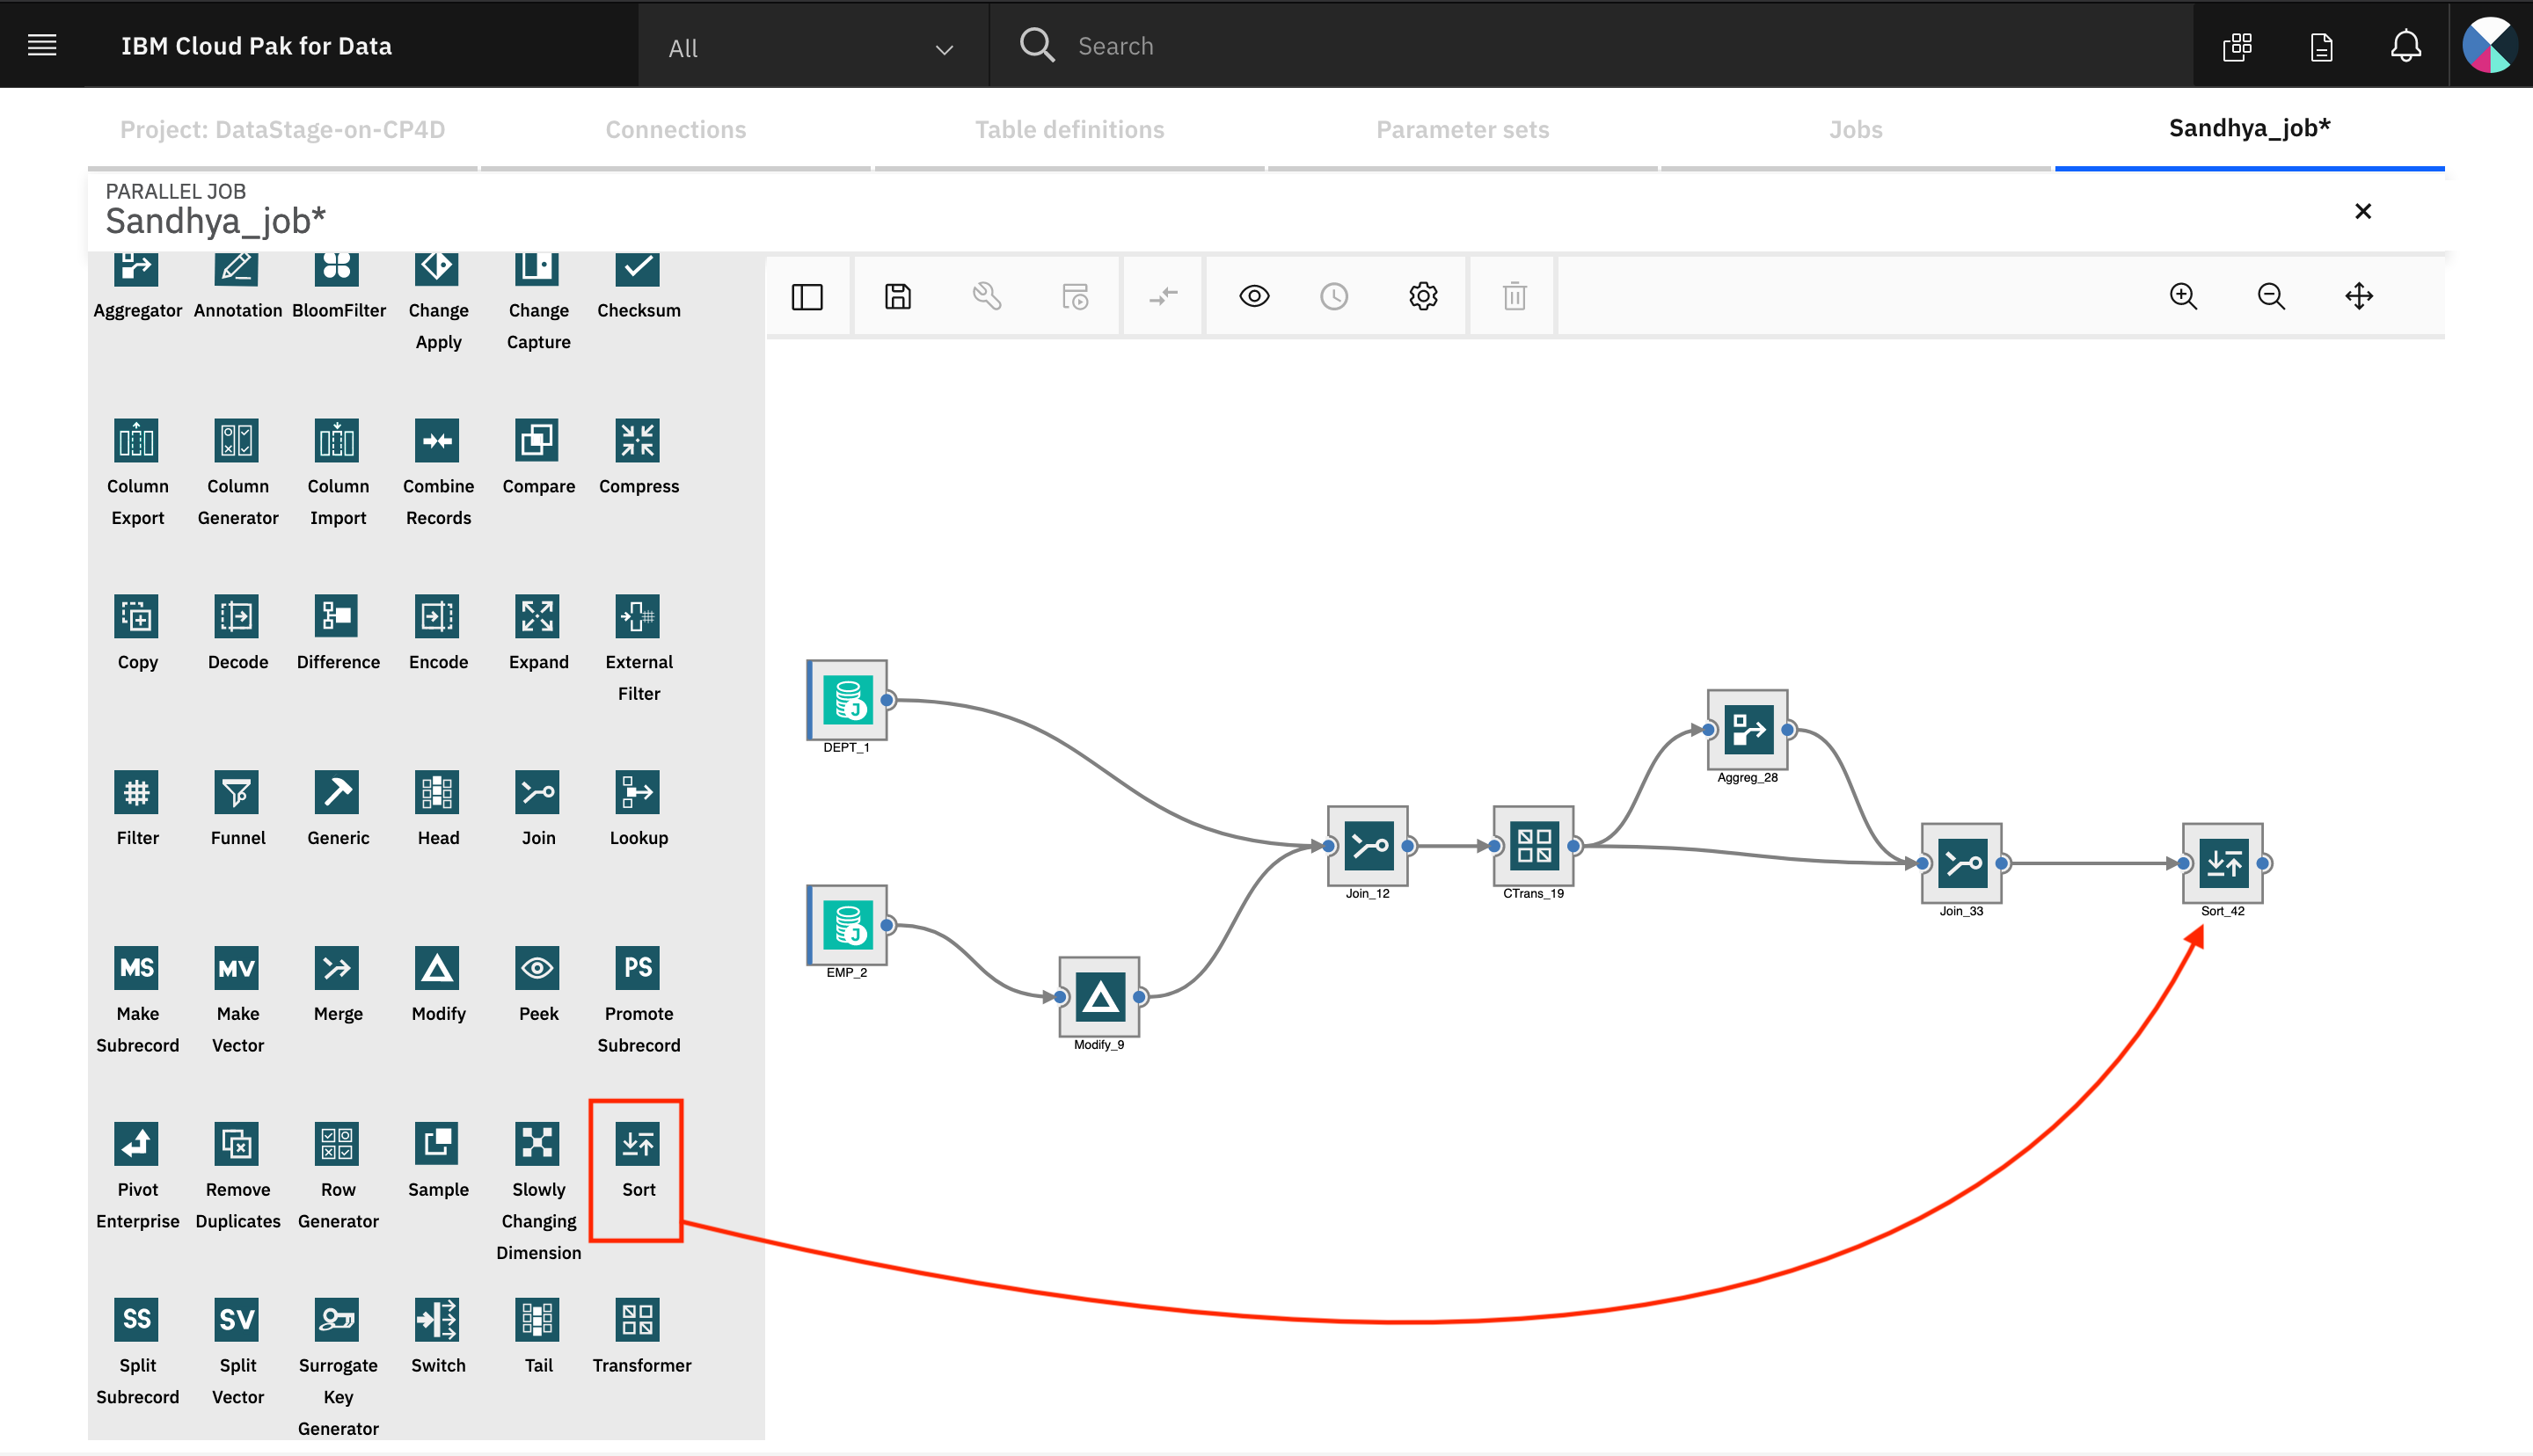 IBM Cloud Pak for Data
All
Search
Project: DataStage-on-CP4D
Connections
Table definitions
Parameter sets
Jobs
Sandhya_job*
PARALLEL JOB
Sandhya_job*
Aggregator
Annotation
BloomFilter
Change
Apply
Change
Capture
Checksum
Column
Export
Column
Generator
Column
Import
Combine
Records
Compare
Compress
Copy
Decode
Difference
Encode
Expand
External
Filter
Filter
Funnel
Generic
Head
Join
Lookup
MS
Make
Subrecord
MV
Make
Vector
Merge
Modify
Peek
PS
Promote
Subrecord
Pivot
Enterprise
Remove
Duplicates
Row
Generator
Sample
Slowly
Changing
Dimension
Sort
SS
Split
Subrecord
SV
Split
Vector
Surrogate
Key
Generator
Switch
Tail
Transformer
J
DEPT_1
J
EMP_2
Modify_9
Join_12
CTrans_19
Aggreg_28
Join_33
Sort_42